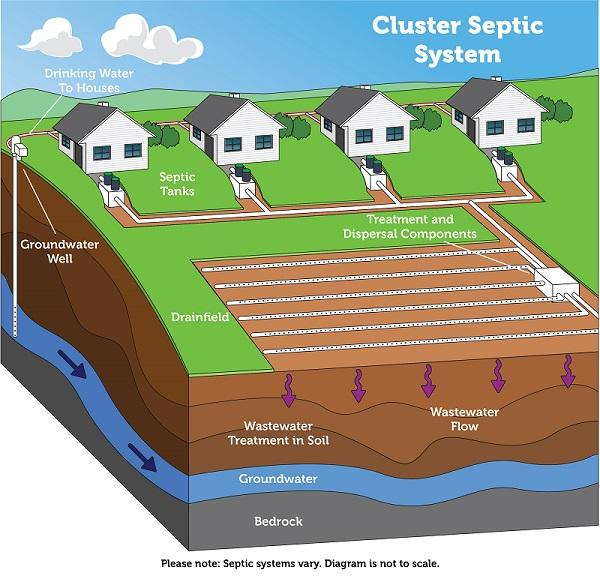 Cluster Septic
System
Drinking Water
To Houses
Septic
Tanks
Groundwater
Well
Treatment and
Dispersal Components
Drainfield
Wastewater
Treatment in Soil
Wastewater
Flow
Groundwater
Bedrock
Please note: Septic systems vary. Diagram is not to scale.